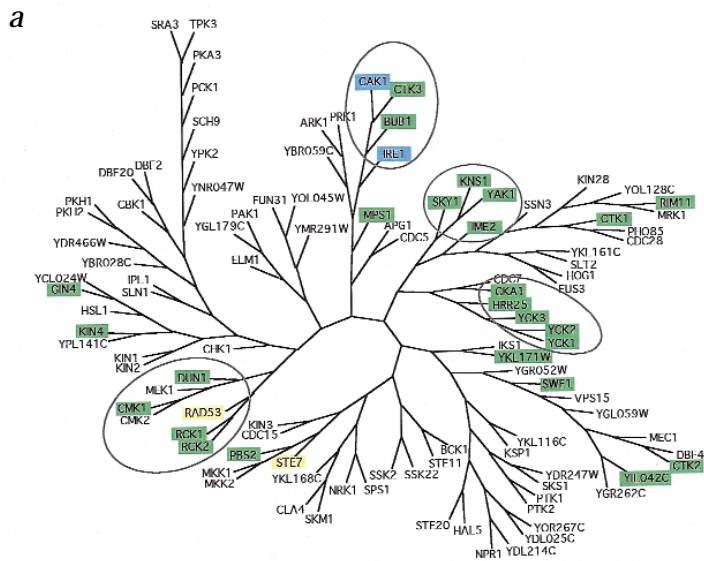 a
SRA3 TPK3
PKA3
PCK1
SCH9
YPK2
YNR047W
DBF20 DBF2
CBK1
PKH1
PKH2
YDR466W
YBR028C
YCL024W
GIN4
IPL1
SLN1
HSL1
KIN4
YPL141C
KIN1
KIN2
CHK1
ARK1 PRK1
YBR059C
FUN31 YOL045W
PAK1
YGL179C
YMR291W
ELM1
CAK1
CTK3
BUB1
IRE1
MPS1
APG1
CDC5
KNS1
SKY1 YAK1
IME2
SSN3
KIN28
YOL128C
RIM11
MRK1
CTK1
PHO85
CDC28
YKL161C
SLT2
HOG1
FUS3
CDC7
CKA1
HRR25
YCK3
YCK2
YCK1
IKS1
YKL171W
YGR052W
SWE1
VPS15
YGL059W
MEC1
DBF4
CTK2
YIL042C
YGR262C
DUN1
MEK1
CMK1
CMK2
RAD53
RCK1
RCK2
KIN3
CDC15
PBS2
MKK1
MKK2
STE7
YKL168C
CLA4
SKM1
NRK1
SPS1
SSK2
SSK22
BCK1
STF11
YKL116C
KSP1
YDR247W
SKS1
PTK1
PTK2
STF20
HAL5
YOR267C
YDL025C
YDL214C
NPR1